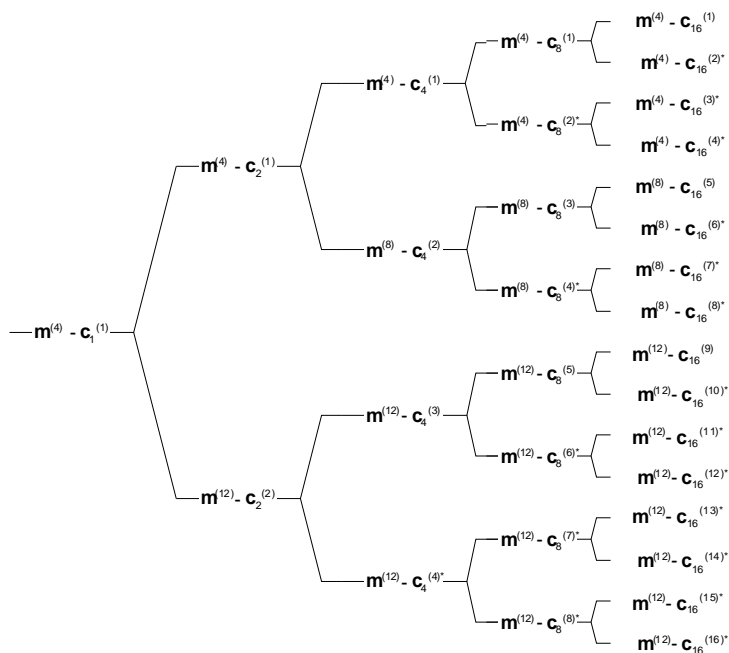 m(4) - c16(1)
m(4) - c8(1)
m(4) - c16(2)*
m(4) - c4(1)
m(4) - c16(3)*
m(4) - c8(2)*
m(4) - c16(4)*
m(4) - c2(1)
m(8) - c16(5)
m(8) - c8(3)
m(8) - c16(6)*
m(8) - c4(2)
m(8) - c16(7)*
m(8) - c8(4)*
m(8) - c16(8)*
m(4) - c1(1)
m(12) - c16(9)
m(12) - c8(5)
m(12) - c16(10)*
m(12) - c4(3)
m(12) - c16(11)*
m(12) - c8(6)*
m(12) - c16(12)*
m(12) - c2(2)
m(12) - c16(13)*
m(12) - c8(7)*
m(12) - c16(14)*
m(12) - c4(4)*
m(12) - c16(15)*
m(12) - c8(8)*
m(12) - c16(16)*